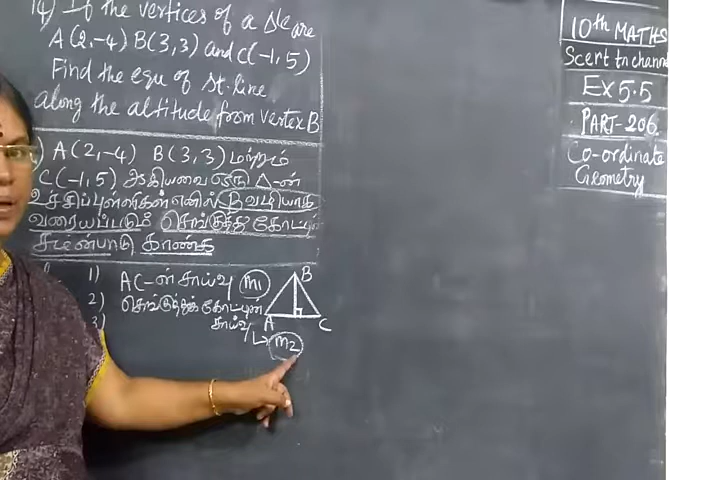 14) If the vertices of a △le are
A(2,-4) B(3,3) and C(-1,5)
Find the equ of st.line
along the altitude from vertex B
) A(2,-4) B(3,3) மற்றும்
C(-1,5) ஆகியவை ஒரு △-ன்
உச்சிப்புள்ளிகள் எனில் B வழியாக
வரையப்படும் செங்குத்து கோட்டின்
சமன்பாடு காண்க
1) AC-ன் சாய்வு m1
2) செங்குத்துக் கோட்டின்
சாய்வு → m2
3)
B
A C
10th MATHS
Scert tn channel
Ex 5.5
PART-206
Co-ordinate
Geometry